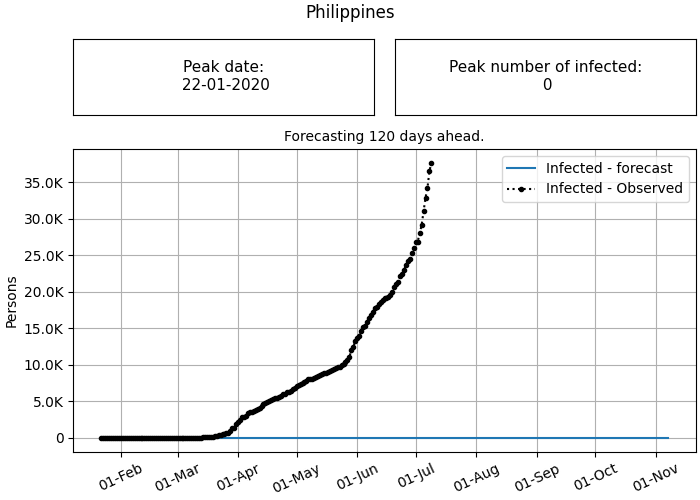 Philippines
Peak date:
22-01-2020
Peak number of infected:
0
Forecasting 120 days ahead.
Infected - forecast
Infected - Observed
Persons
35.0K
30.0K
25.0K
20.0K
15.0K
10.0K
5.0K
0
01-Feb
01-Mar
01-Apr
01-May
01-Jun
01-Jul
01-Aug
01-Sep
01-Oct
01-Nov